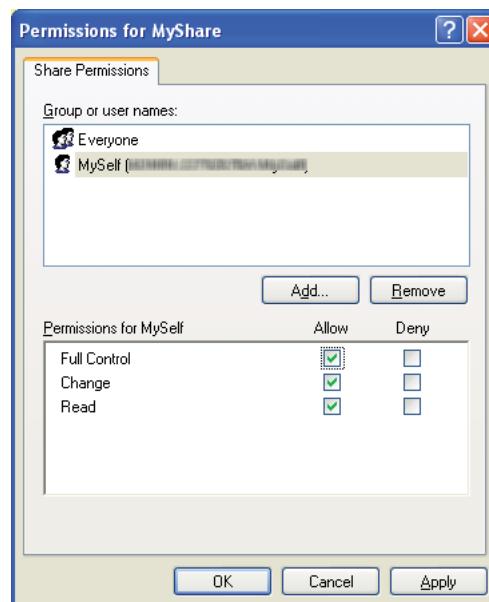 Permissions for MyShare
Share Permissions
Group or user names:
Everyone
MySelf (
Add... Remove
Permissions for MySelf Allow Deny
Full Control
Change
Read
OK Cancel Apply